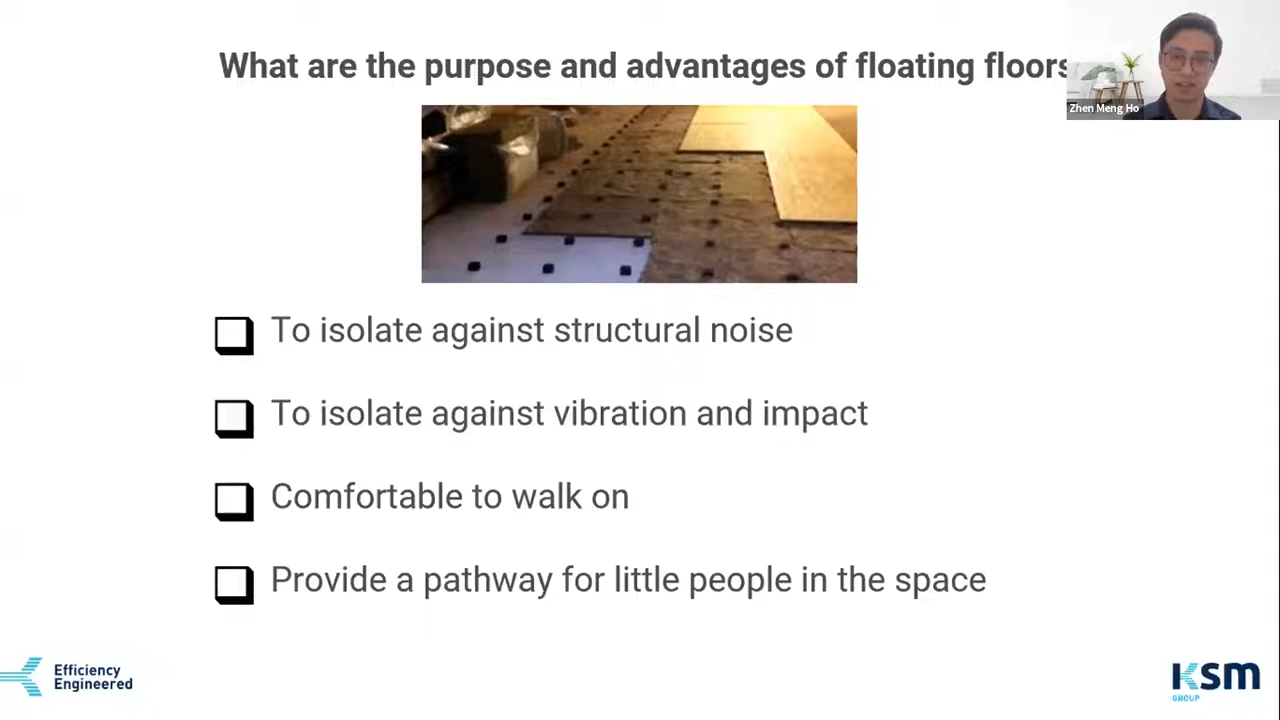 What are the purpose and advantages of floating floors
Zhen Meng Ho
To isolate against structural noise
To isolate against vibration and impact
Comfortable to walk on
Provide a pathway for little people in the space
Efficiency
Engineered
KSM
GROUP